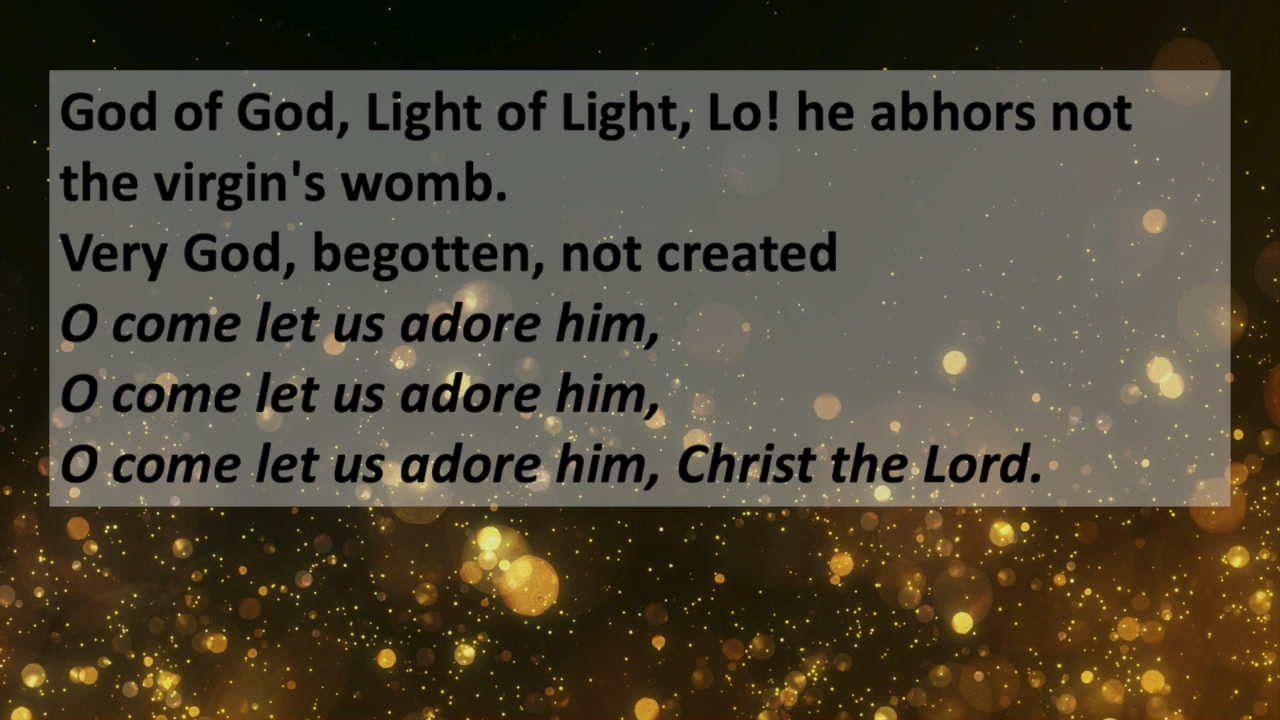 God of God, Light of Light, Lo! he abhors not
the virgin's womb.
Very God, begotten, not created
O come let us adore him,
O come let us adore him,
O come let us adore him, Christ the Lord.